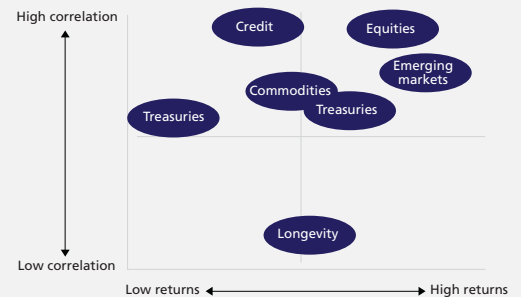 High correlation
Credit
Equities
Emerging
markets
Commodities
Treasuries
Treasuries
Longevity
Low correlation
Low returns
High returns